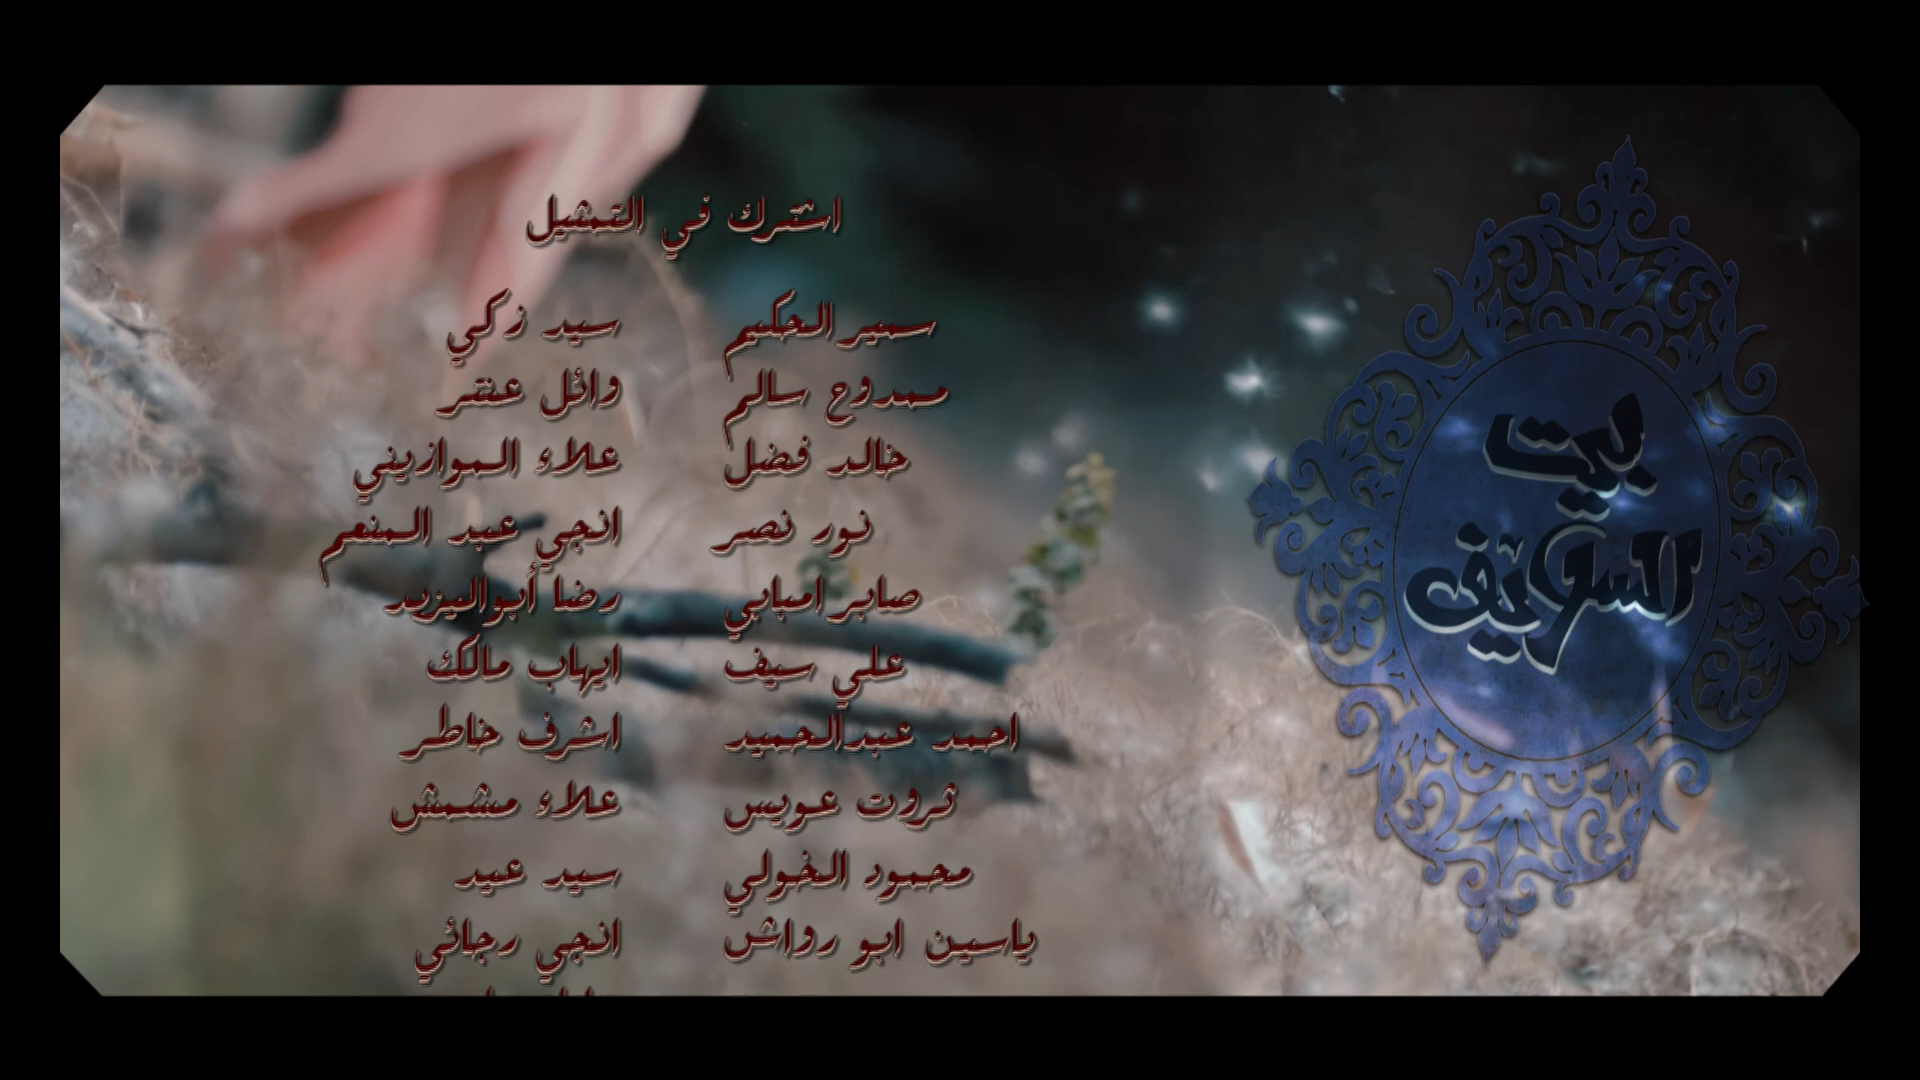 اشترك في التمثيل
سمير الحكيم سيد زكي
ممدوح سالم وائل عنتر
خالد فضل علاء الموازيني
نور نصر انجي عبد المنعم
صابر امبابي رضا أبواليزيد
علي سيف ايهاب مالك
احمد عبدالحميد اشرف خاطر
ثروت عويس علاء مشمش
محمود الخولي سيد عيد
ياسين ابو رواش انجي رجائي
بيت